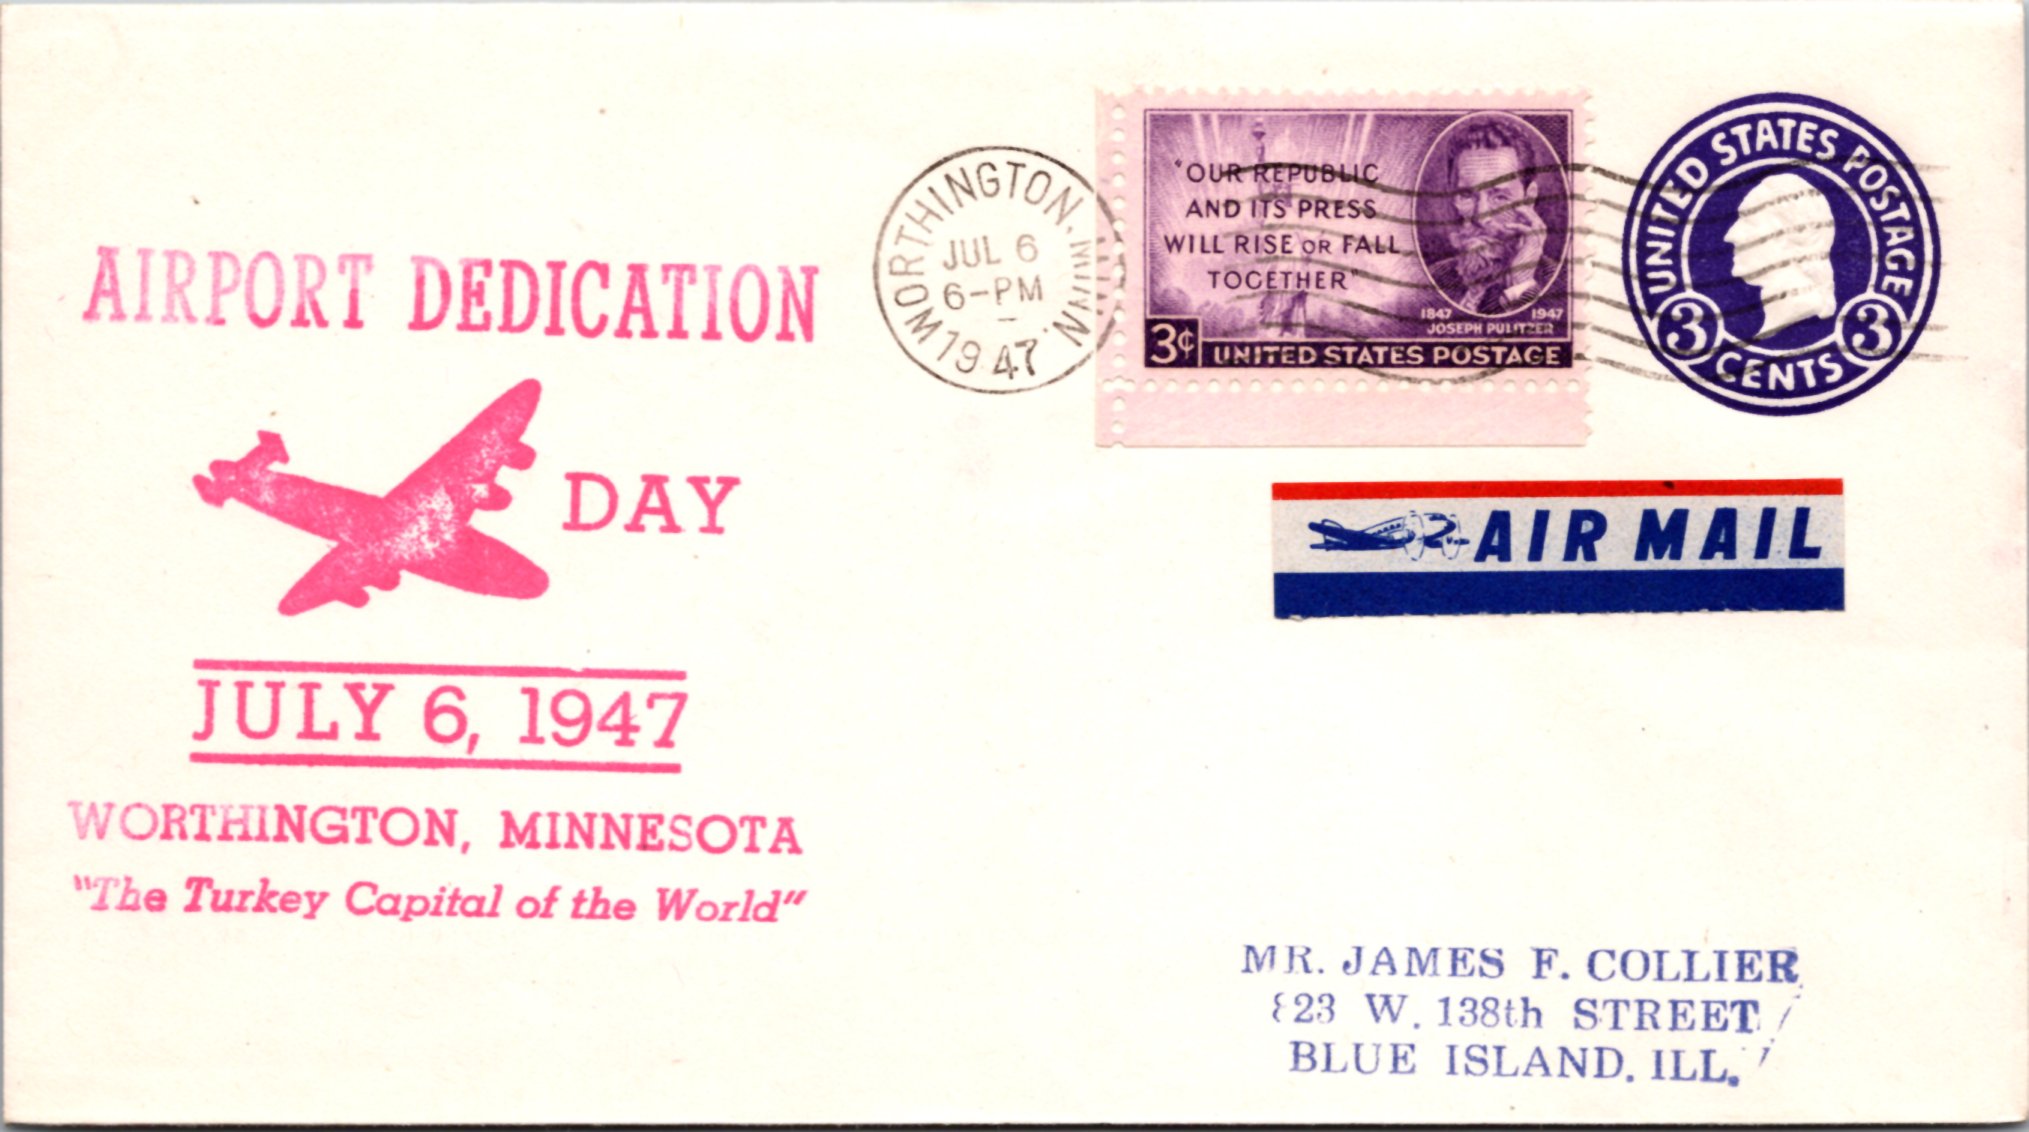 AIRPORT DEDICATION
DAY
JULY 6, 1947
WORTHINGTON, MINNESOTA
"The Turkey Capital of the World"
WORTHINGTON, MINN.
JUL 6
6-PM
1947
"OUR REPUBLIC
AND ITS PRESS
WILL RISE OR FALL
TOGETHER"
1847 1947
JOSEPH PULITZER
3¢ UNITED STATES POSTAGE
UNITED STATES POSTAGE
3 CENTS 3
AIR MAIL
MR. JAMES F. COLLIER
823 W. 138th STREET
BLUE ISLAND. ILL.